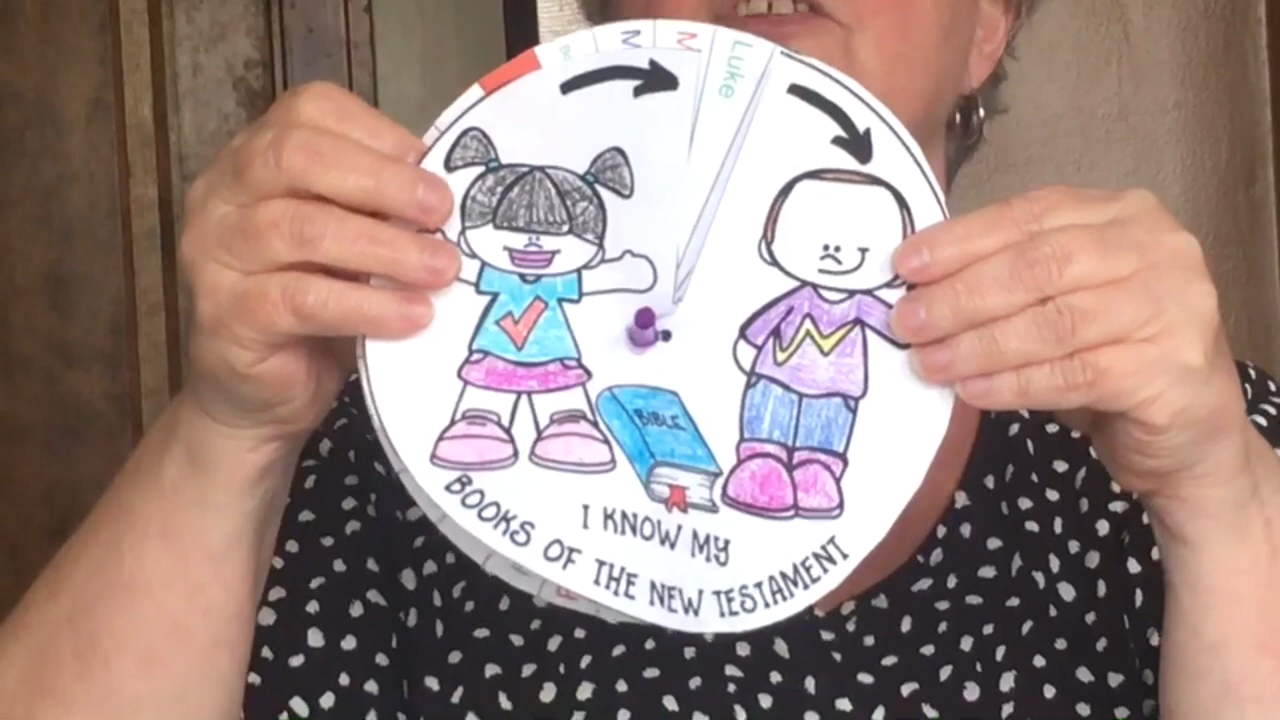 M
M
Luke
BIBLE
I KNOW MY
BOOKS OF THE NEW TESTAMENT